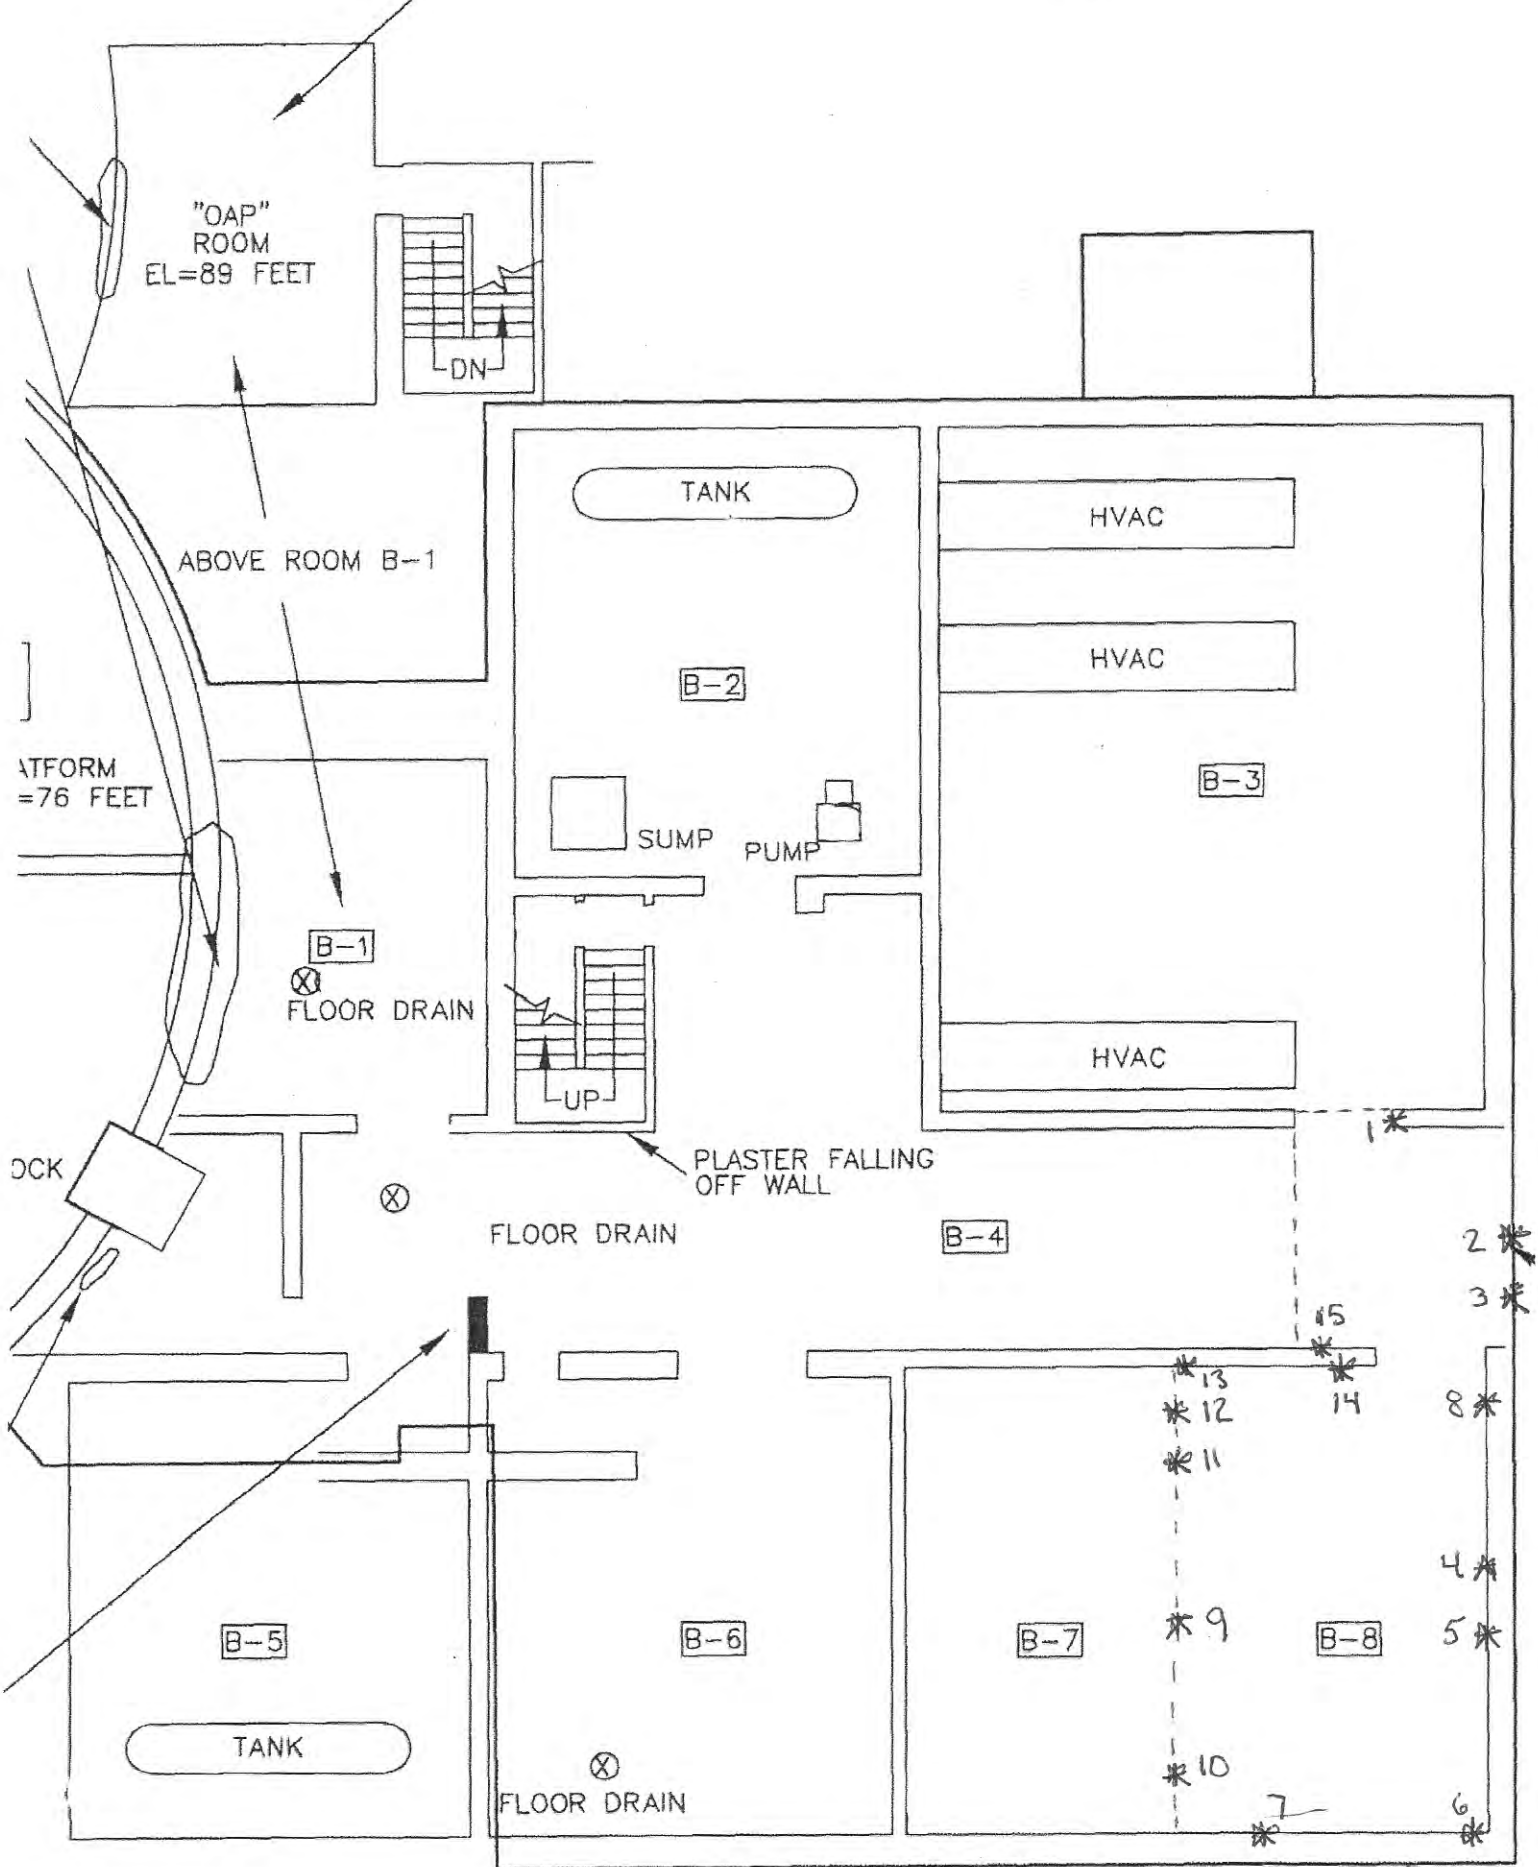 "OAP"
ROOM
EL=89 FEET
DN
TANK
HVAC
ABOVE ROOM B-1
HVAC
B-2
ATFORM
=76 FEET
B-3
SUMP
PUMP
B-1
FLOOR DRAIN
HVAC
UP
1
PLASTER FALLING
OFF WALL
OCK
FLOOR DRAIN
B-4
2
3
15
13
14
12
8
11
4
9
B-5
B-6
B-7
B-8
5
TANK
10
FLOOR DRAIN
7
6